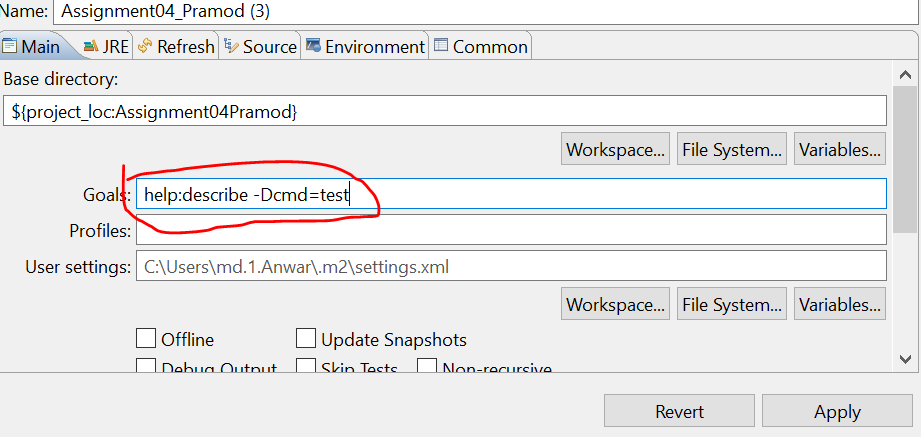 Name: Assignment04_Pramod (3)
Main JRE Refresh Source Environment Common
Base directory:
${project_loc:Assignment04Pramod}
Workspace... File System... Variables...
Goals: help:describe -Dcmd=test
Profiles:
User settings: C:\Users\md.1.Anwar\.m2\settings.xml
Workspace... File System... Variables...
Offline Update Snapshots
Debug Output Skip Tests Non-recursive
Revert Apply